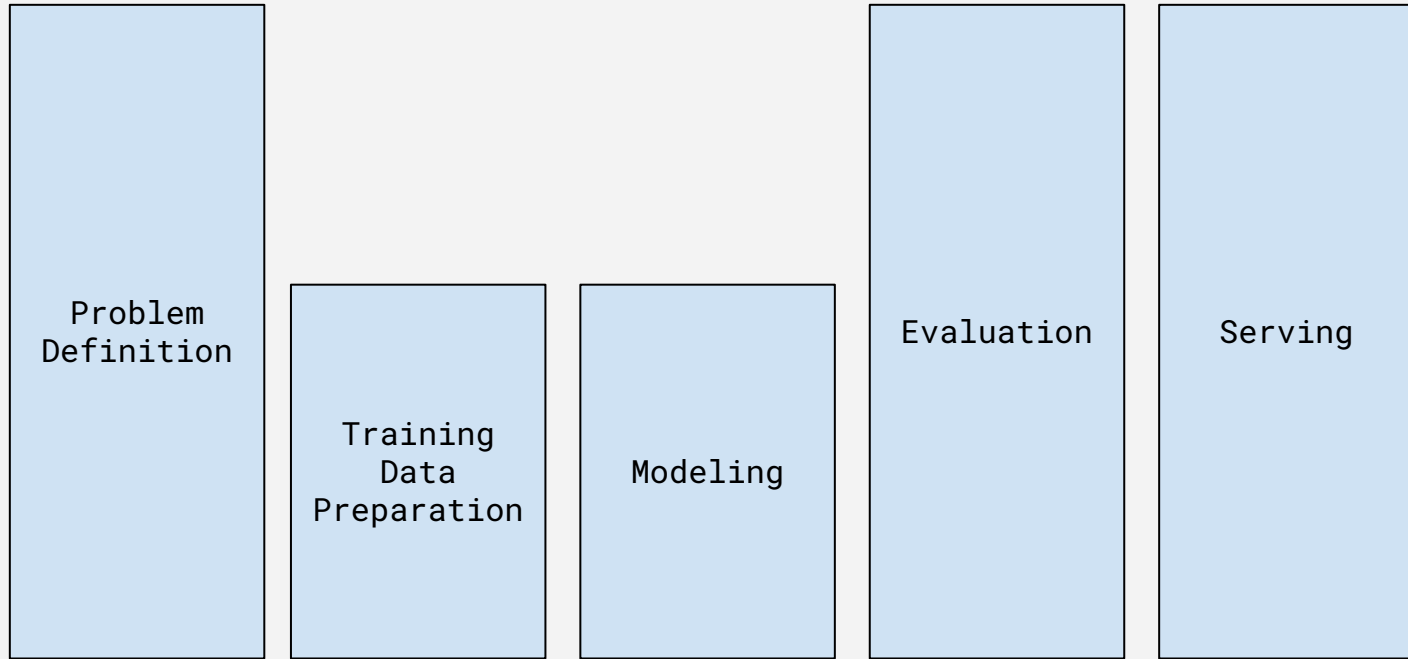 Problem
Definition
Training
Data
Preparation
Modeling
Evaluation
Serving